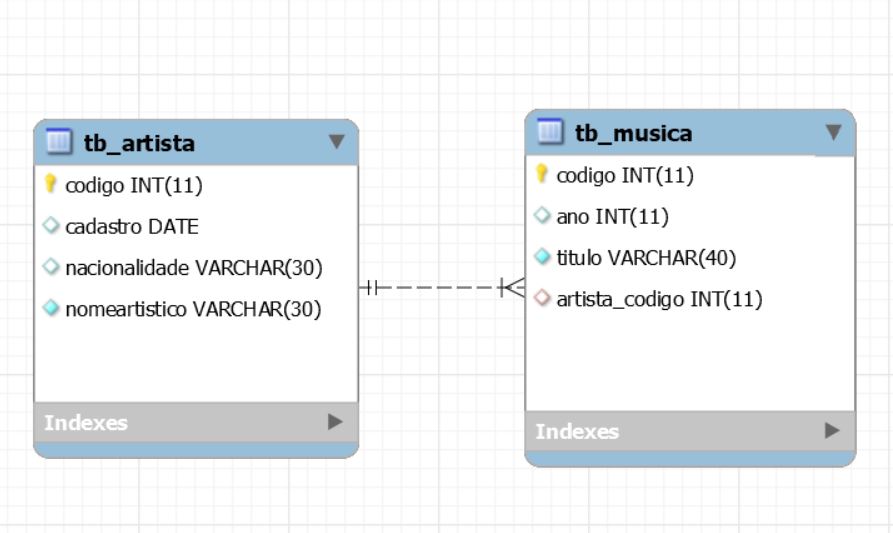 tb_artista
codigo INT(11)
cadastro DATE
nacionalidade VARCHAR(30)
nomeartistico VARCHAR(30)
Indexes
tb_musica
codigo INT(11)
ano INT(11)
titulo VARCHAR(40)
artista_codigo INT(11)
Indexes